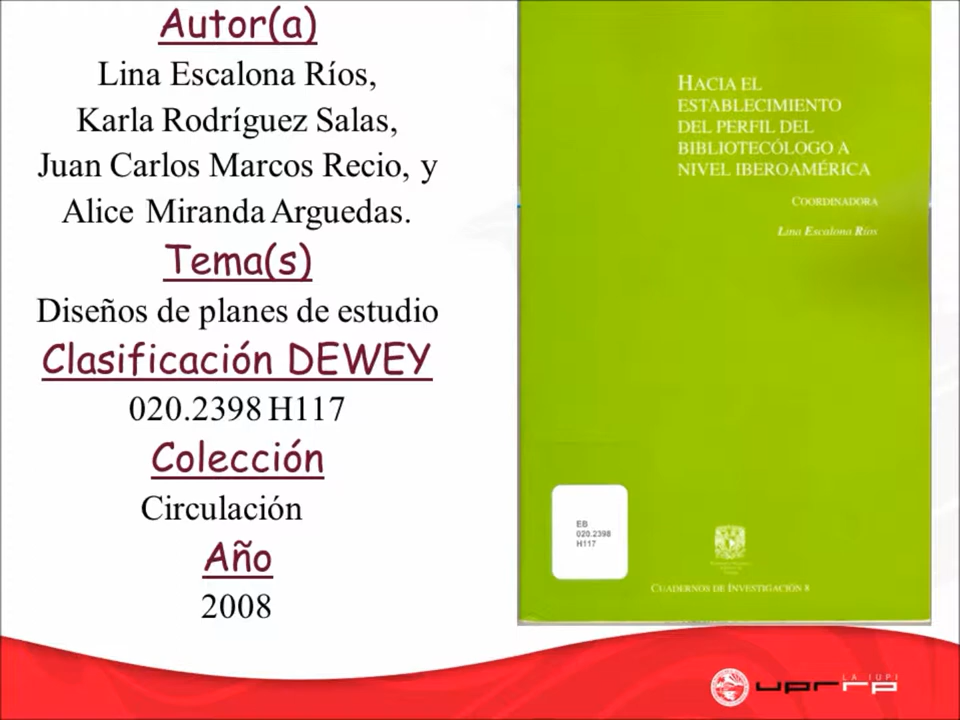 Autor(a)
Lina Escalona Ríos,
Karla Rodríguez Salas,
Juan Carlos Marcos Recio, y
Alice Miranda Arguedas.
Tema(s)
Diseños de planes de estudio
Clasificación DEWEY
020.2398 H117
Colección
Circulación
Año
2008
HACIA EL
ESTABLECIMIENTO
DEL PERFIL DEL
BIBLIOTECÓLOGO A
NIVEL IBEROAMÉRICA
COORDINADORA
Lina Escalona Ríos
EB
020.2398
H117
CUADERNOS DE INVESTIGACIÓN 8
LA IUPI
uprrp